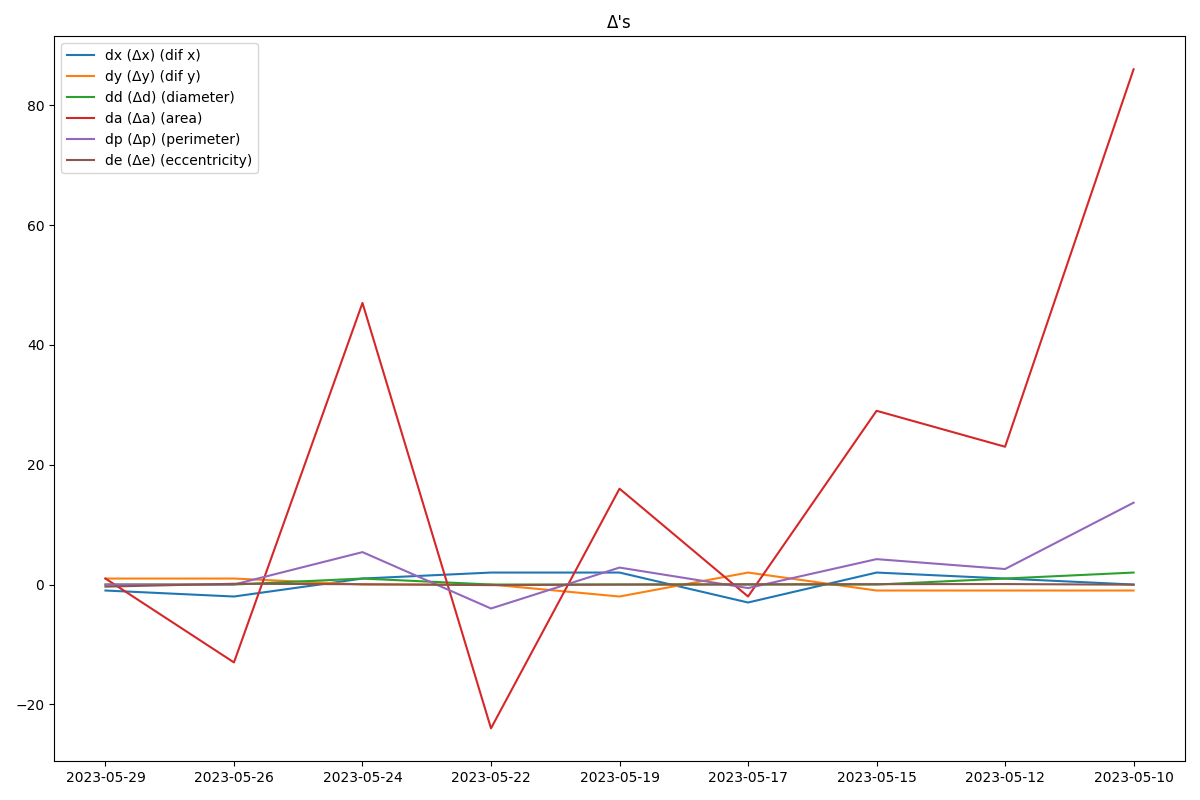 Δ's
dx (Δx) (dif x)
dy (Δy) (dif y)
dd (Δd) (diameter)
da (Δa) (area)
dp (Δp) (perimeter)
de (Δe) (eccentricity)
80
60
40
20
0
−20
2023-05-29 2023-05-26 2023-05-24 2023-05-22 2023-05-19 2023-05-17 2023-05-15 2023-05-12 2023-05-10